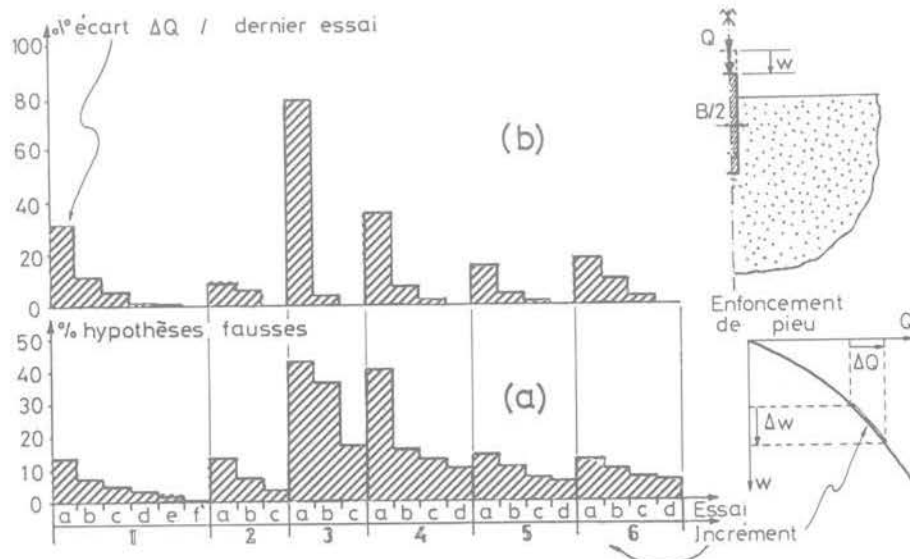 % écart ΔQ / dernier essai
100
80
60
40
20
0
(b)
% hypothèses fausses
50
40
30
20
10
0
(a)
a b c d e f a b c a b c a b c d a b c d a b c d Essai
1 2 3 4 5 6 Increment
Q
w
B/2
Enfoncement
de pieu
Q
ΔQ
Δw
w